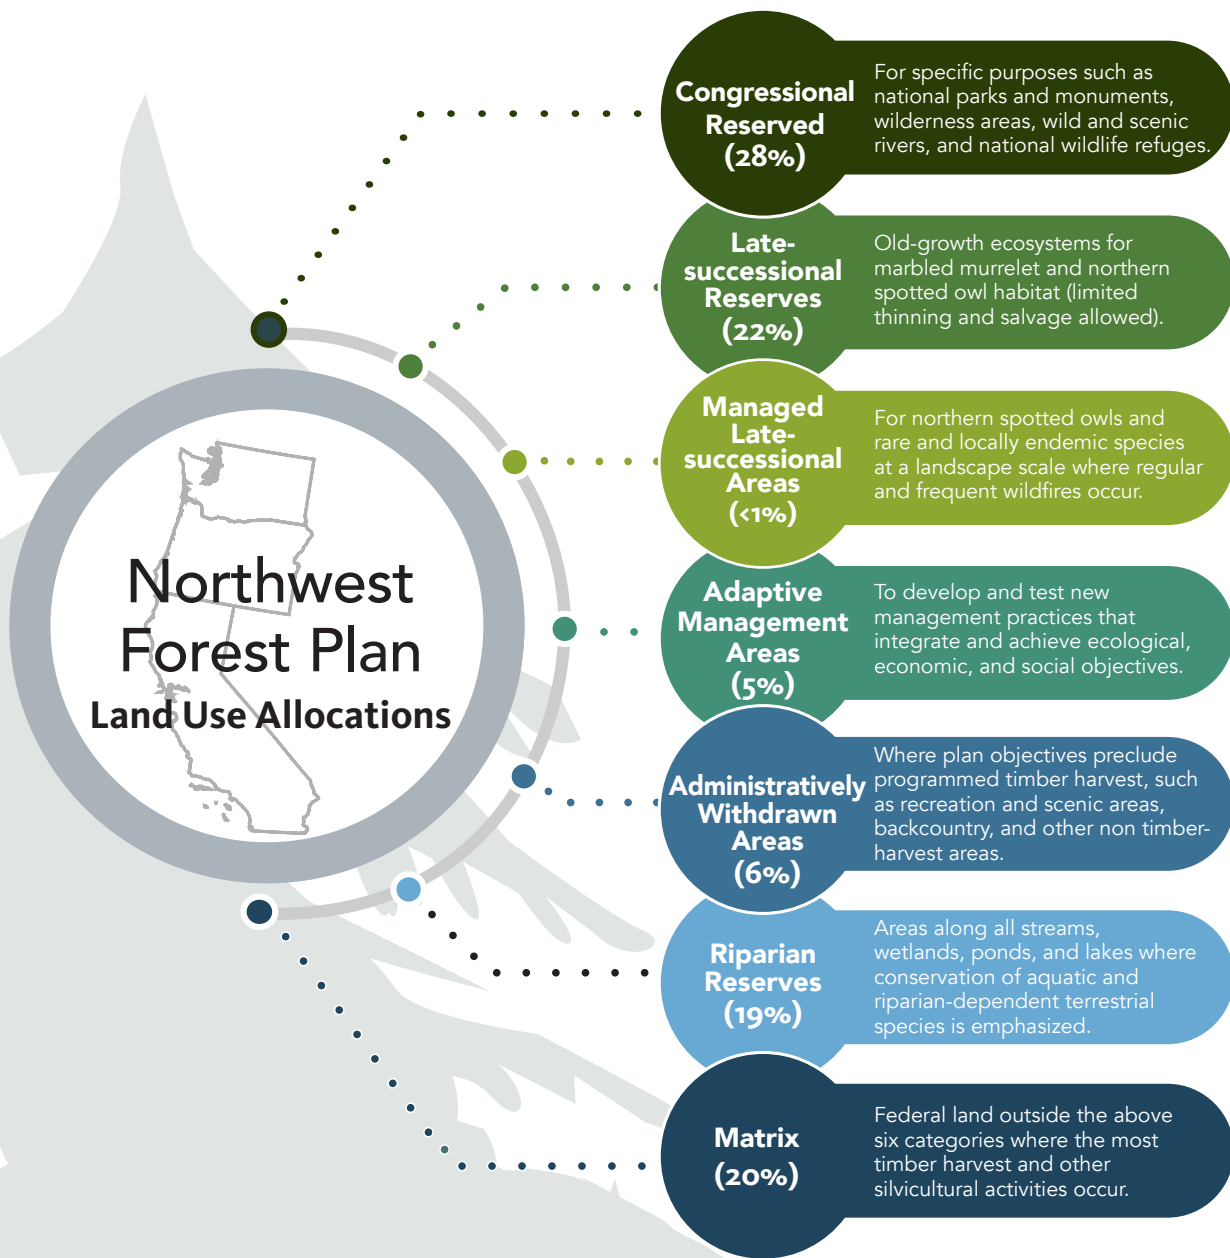 Northwest
Forest Plan
Land Use Allocations
Congressional
Reserved
(28%)
For specific purposes such as
national parks and monuments,
wilderness areas, wild and scenic
rivers, and national wildlife refuges.
Late-
successional
Reserves
(22%)
Old-growth ecosystems for
marbled murrelet and northern
spotted owl habitat (limited
thinning and salvage allowed).
Managed
Late-
successional
Areas
(<1%)
For northern spotted owls and
rare and locally endemic species
at a landscape scale where regular
and frequent wildfires occur.
Adaptive
Management
Areas
(5%)
To develop and test new
management practices that
integrate and achieve ecological,
economic, and social objectives.
Administratively
Withdrawn
Areas
(6%)
Where plan objectives preclude
programmed timber harvest, such
as recreation and scenic areas,
backcountry, and other non timber-
harvest areas.
Riparian
Reserves
(19%)
Areas along all streams,
wetlands, ponds, and lakes where
conservation of aquatic and
riparian-dependent terrestrial
species is emphasized.
Matrix
(20%)
Federal land outside the above
six categories where the most
timber harvest and other
silvicultural activities occur.